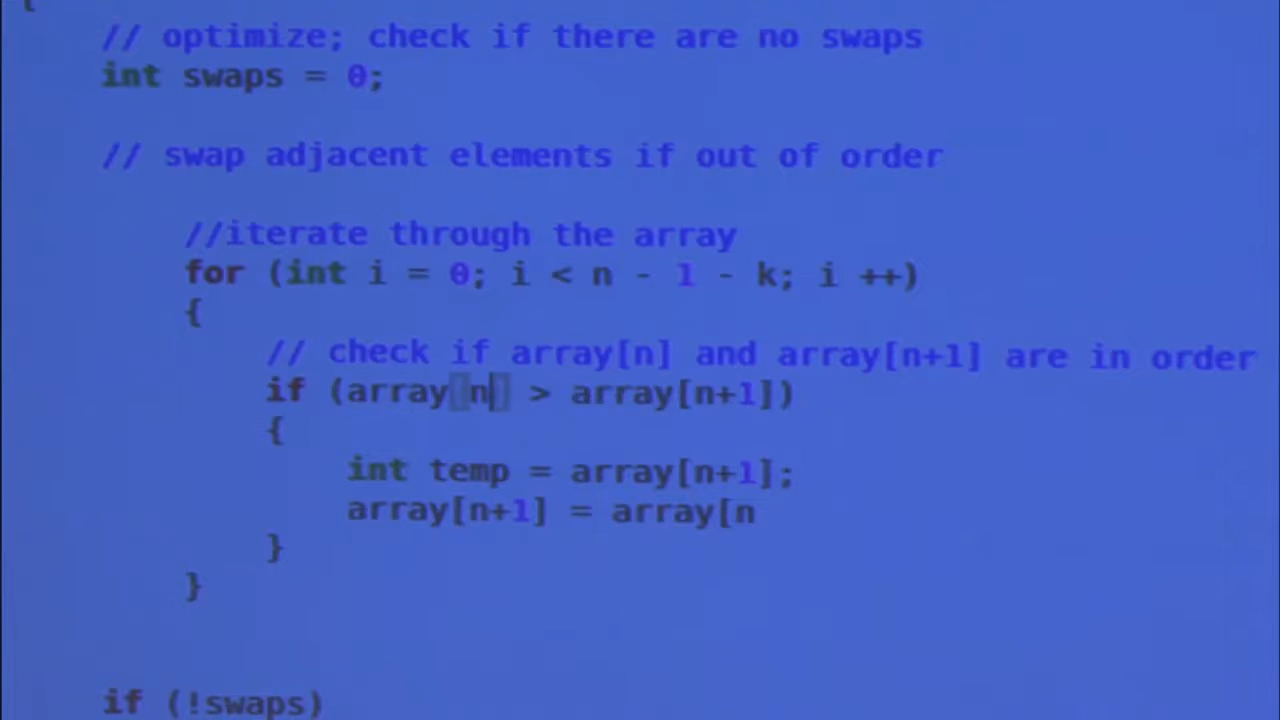 {
// optimize; check if there are no swaps
int swaps = 0;
// swap adjacent elements if out of order
//iterate through the array
for (int i = 0; i < n - 1 - k; i ++)
{
// check if array[n] and array[n+1] are in order
if (array[n] > array[n+1])
{
int temp = array[n+1];
array[n+1] = array[n
}
}
if (!swaps)